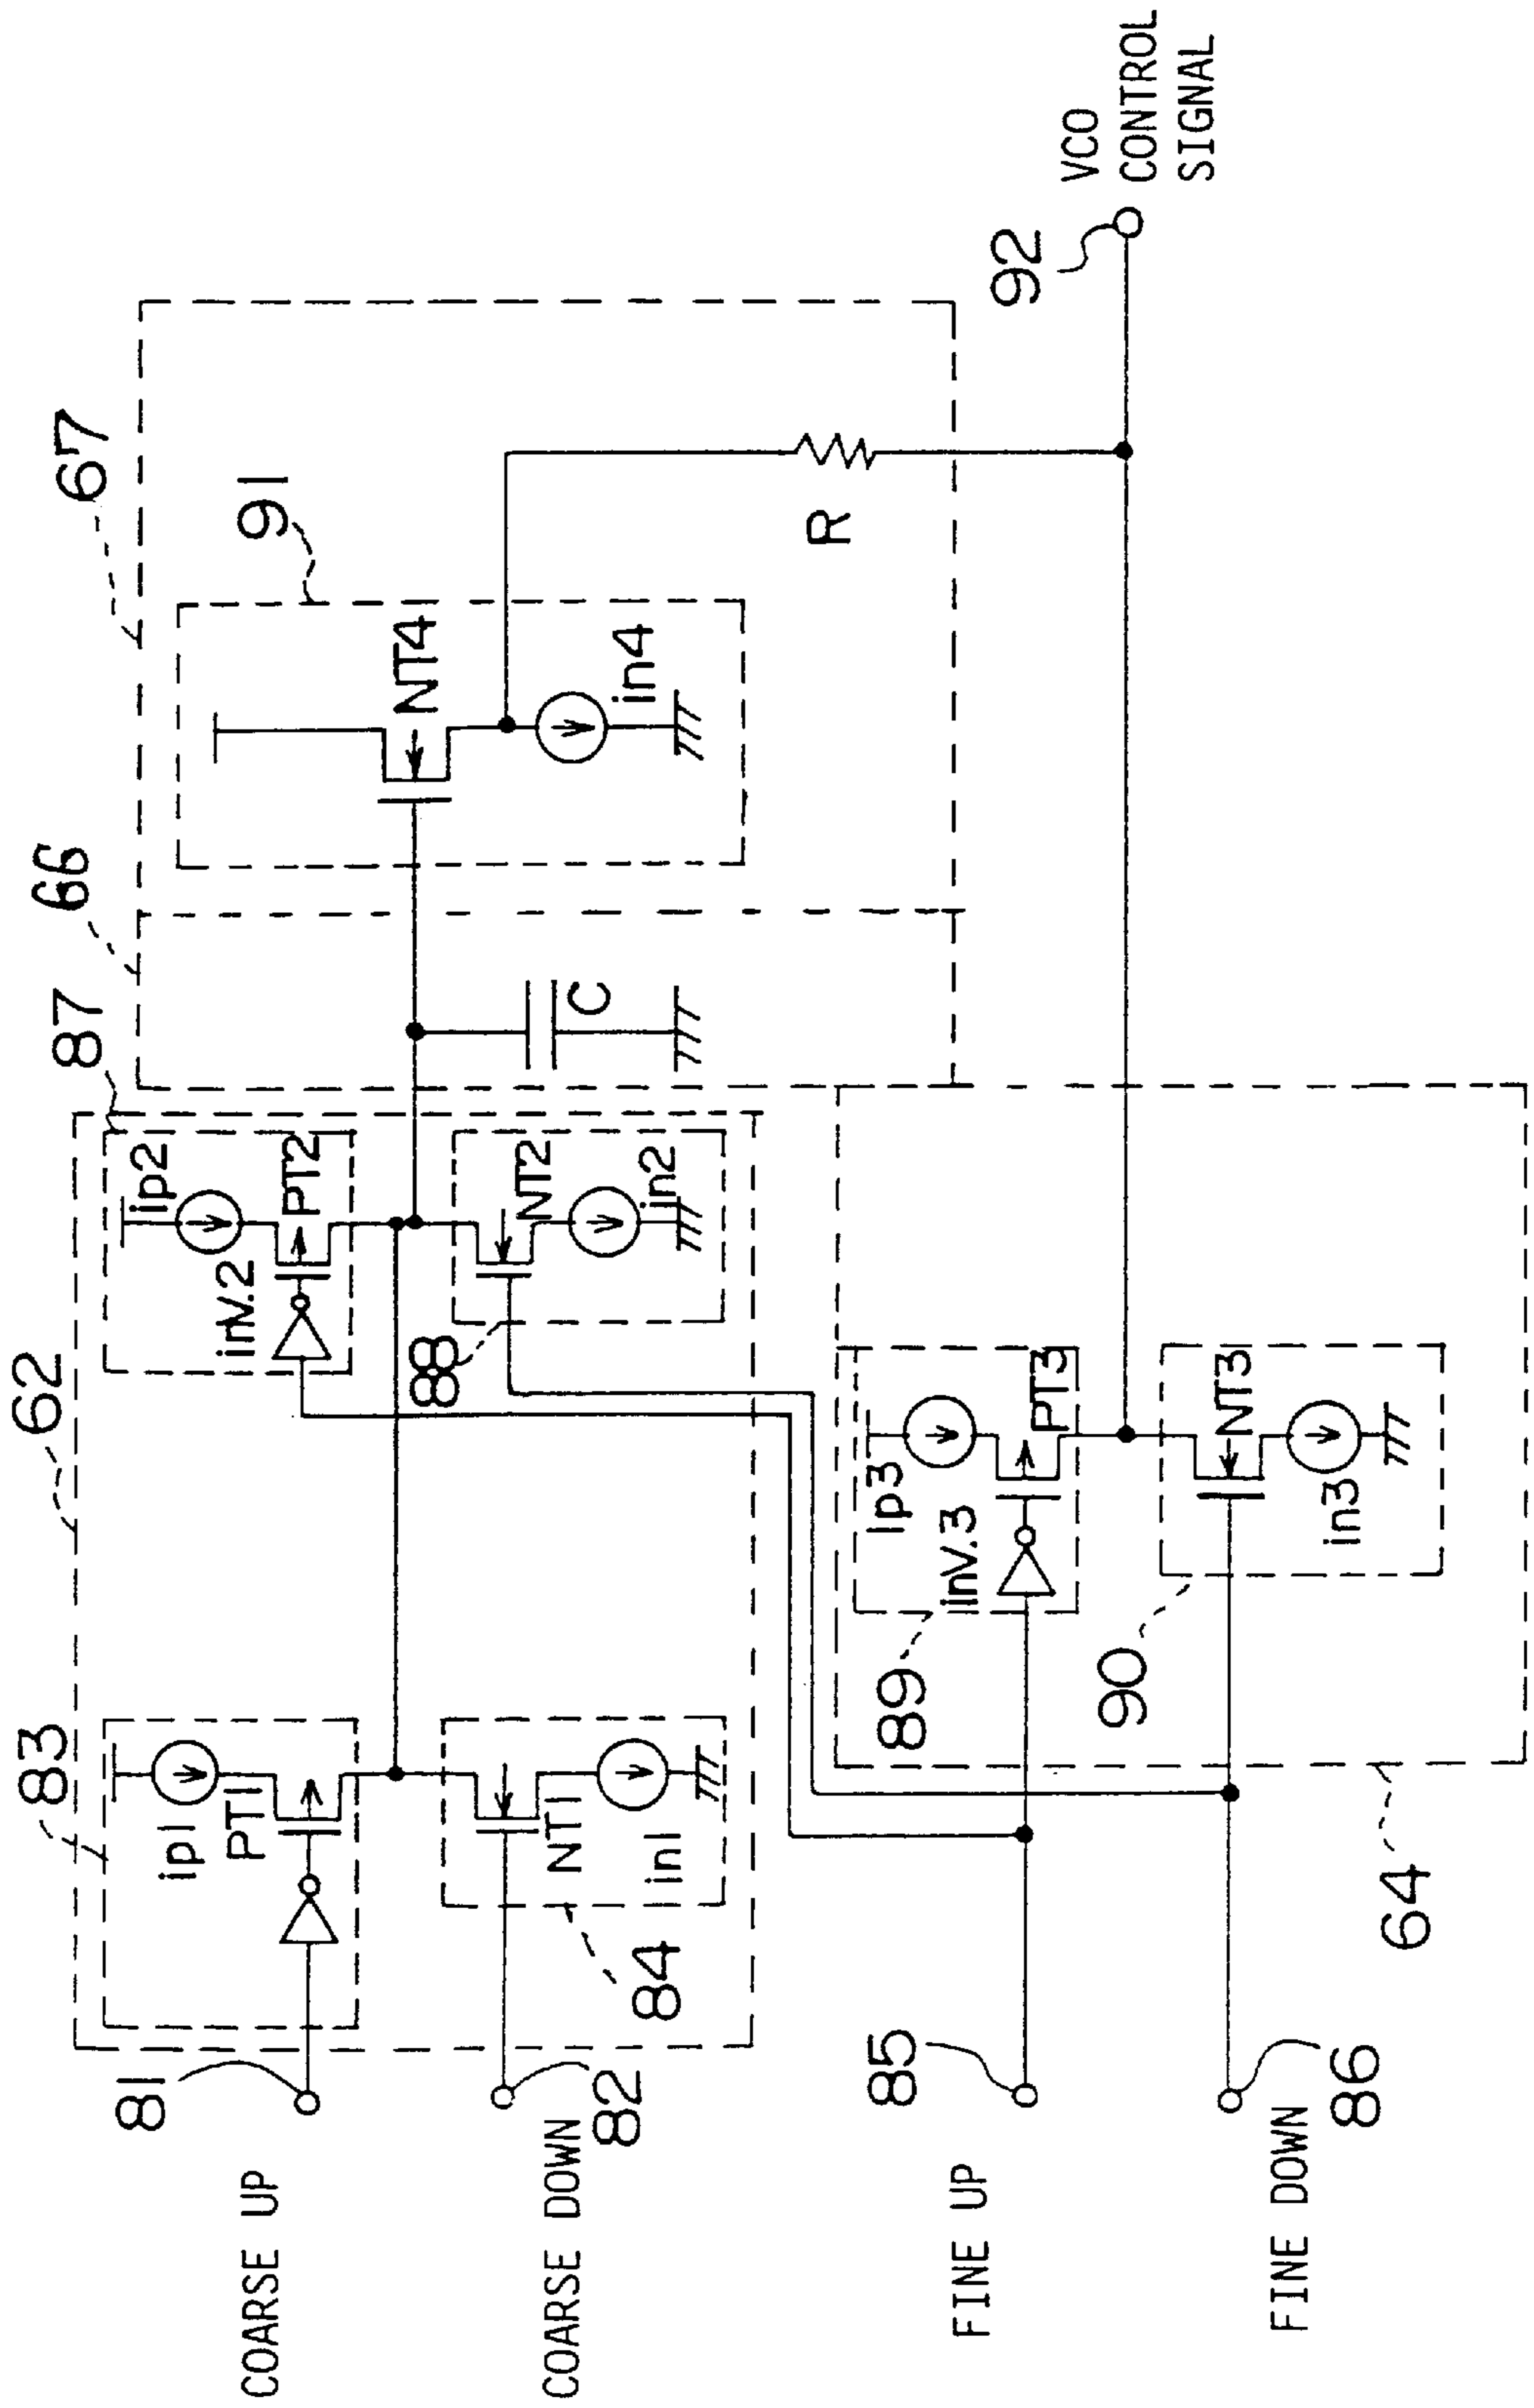 62
87
66
67
83
ip1
PT1
ip2
inv.2
PT2
91
NT4
81
COARSE UP
88
NT2
in2
C
in4
NT1
in1
84
82
COARSE DOWN
R
Ip3
inv.3
PT3
89
85
FINE UP
92
VCO
CONTROL
SIGNAL
90
NT3
in3
86
FINE DOWN
64